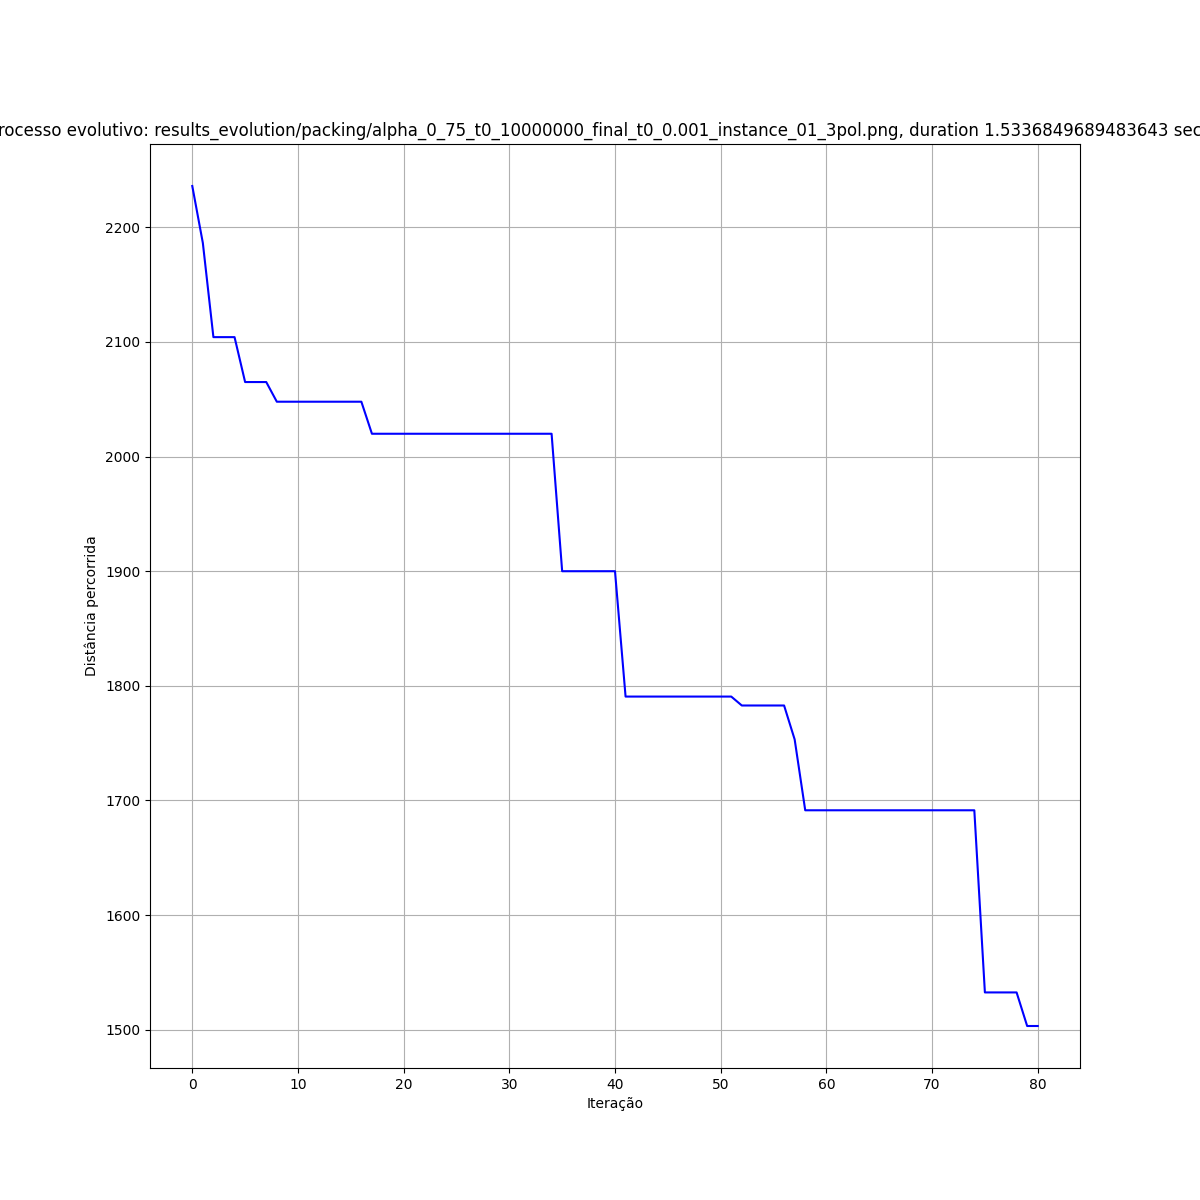 rocesso evolutivo: results_evolution/packing/alpha_0_75_t0_10000000_final_t0_0.001_instance_01_3pol.png, duration 1.5336849689483643 sec
2200
2100
2000
1900
1800
1700
1600
1500
Distância percorrida
0 10 20 30 40 50 60 70 80
Iteração